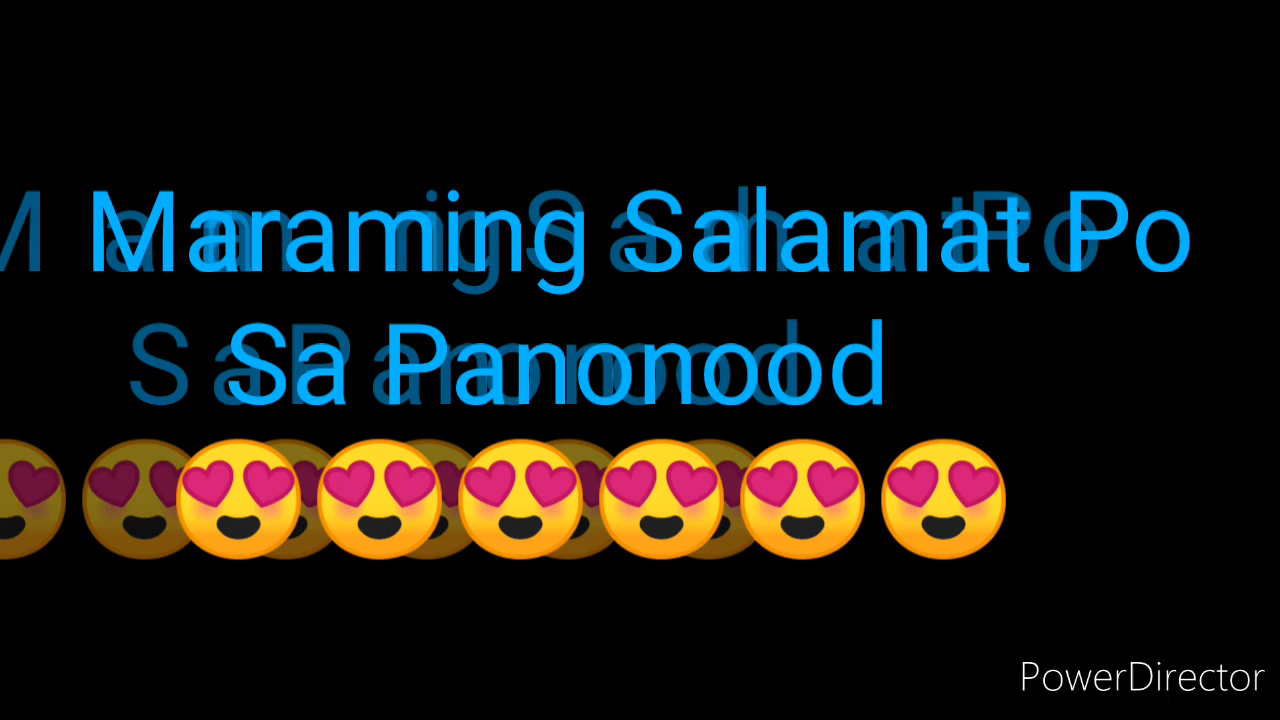 Maraming Salamat Po
Sa Panonood
😍😍😍😍😍😍
PowerDirector